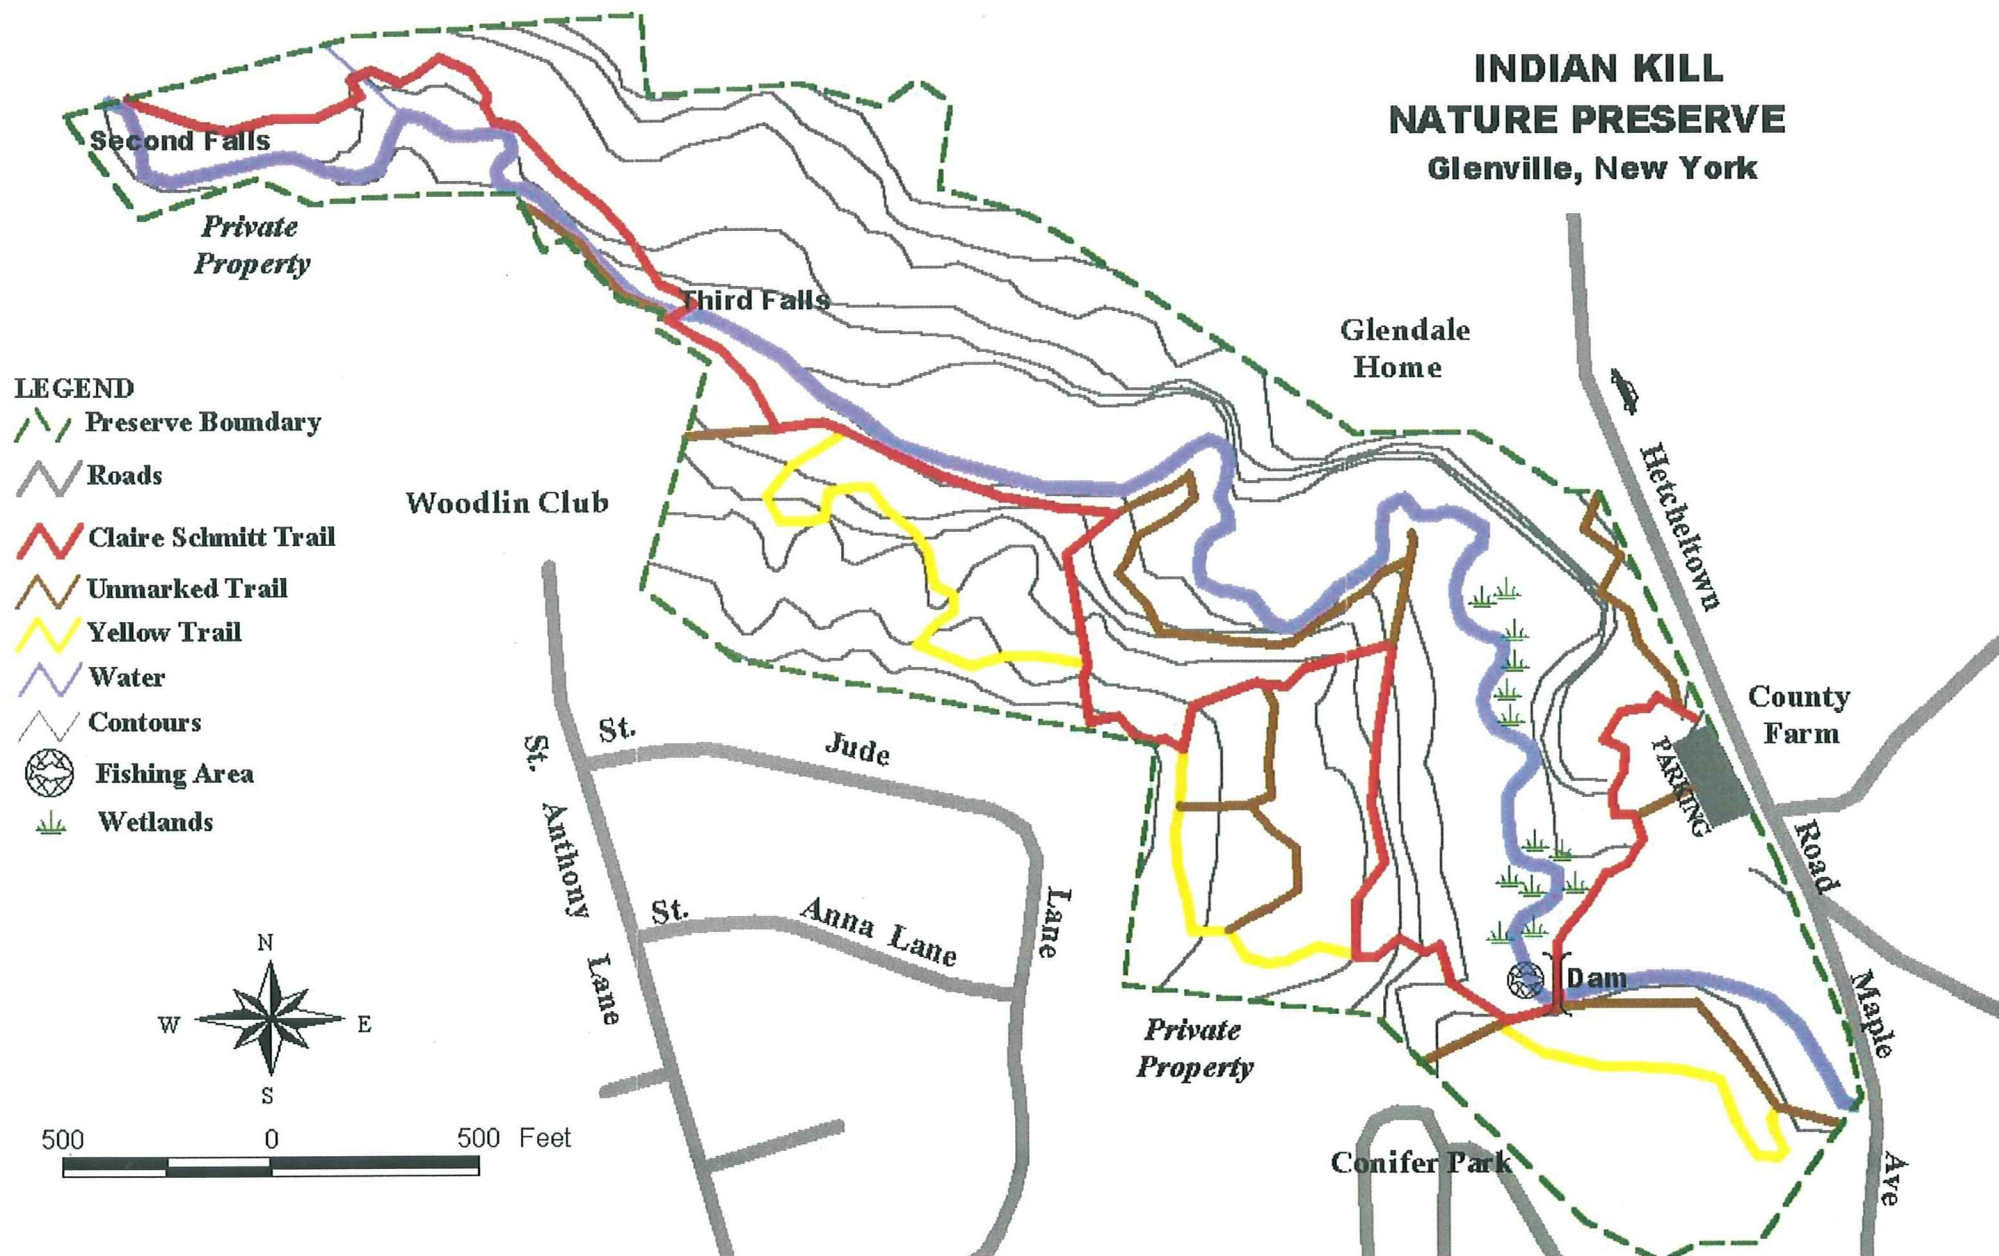 INDIAN KILL
NATURE PRESERVE
Glenville, New York
Second Falls
Private
Property
Third Falls
Glendale
Home
LEGEND
Preserve Boundary
Roads
Claire Schmitt Trail
Unmarked Trail
Yellow Trail
Water
Contours
Fishing Area
Wetlands
Woodlin Club
Hetcheltown
Road
County
Farm
PARKING
St. Jude
Lane
St. Anthony
Lane
St. Anna Lane
Dam
Maple
Ave
Private
Property
Conifer Park
N
W
E
S
500 0 500 Feet